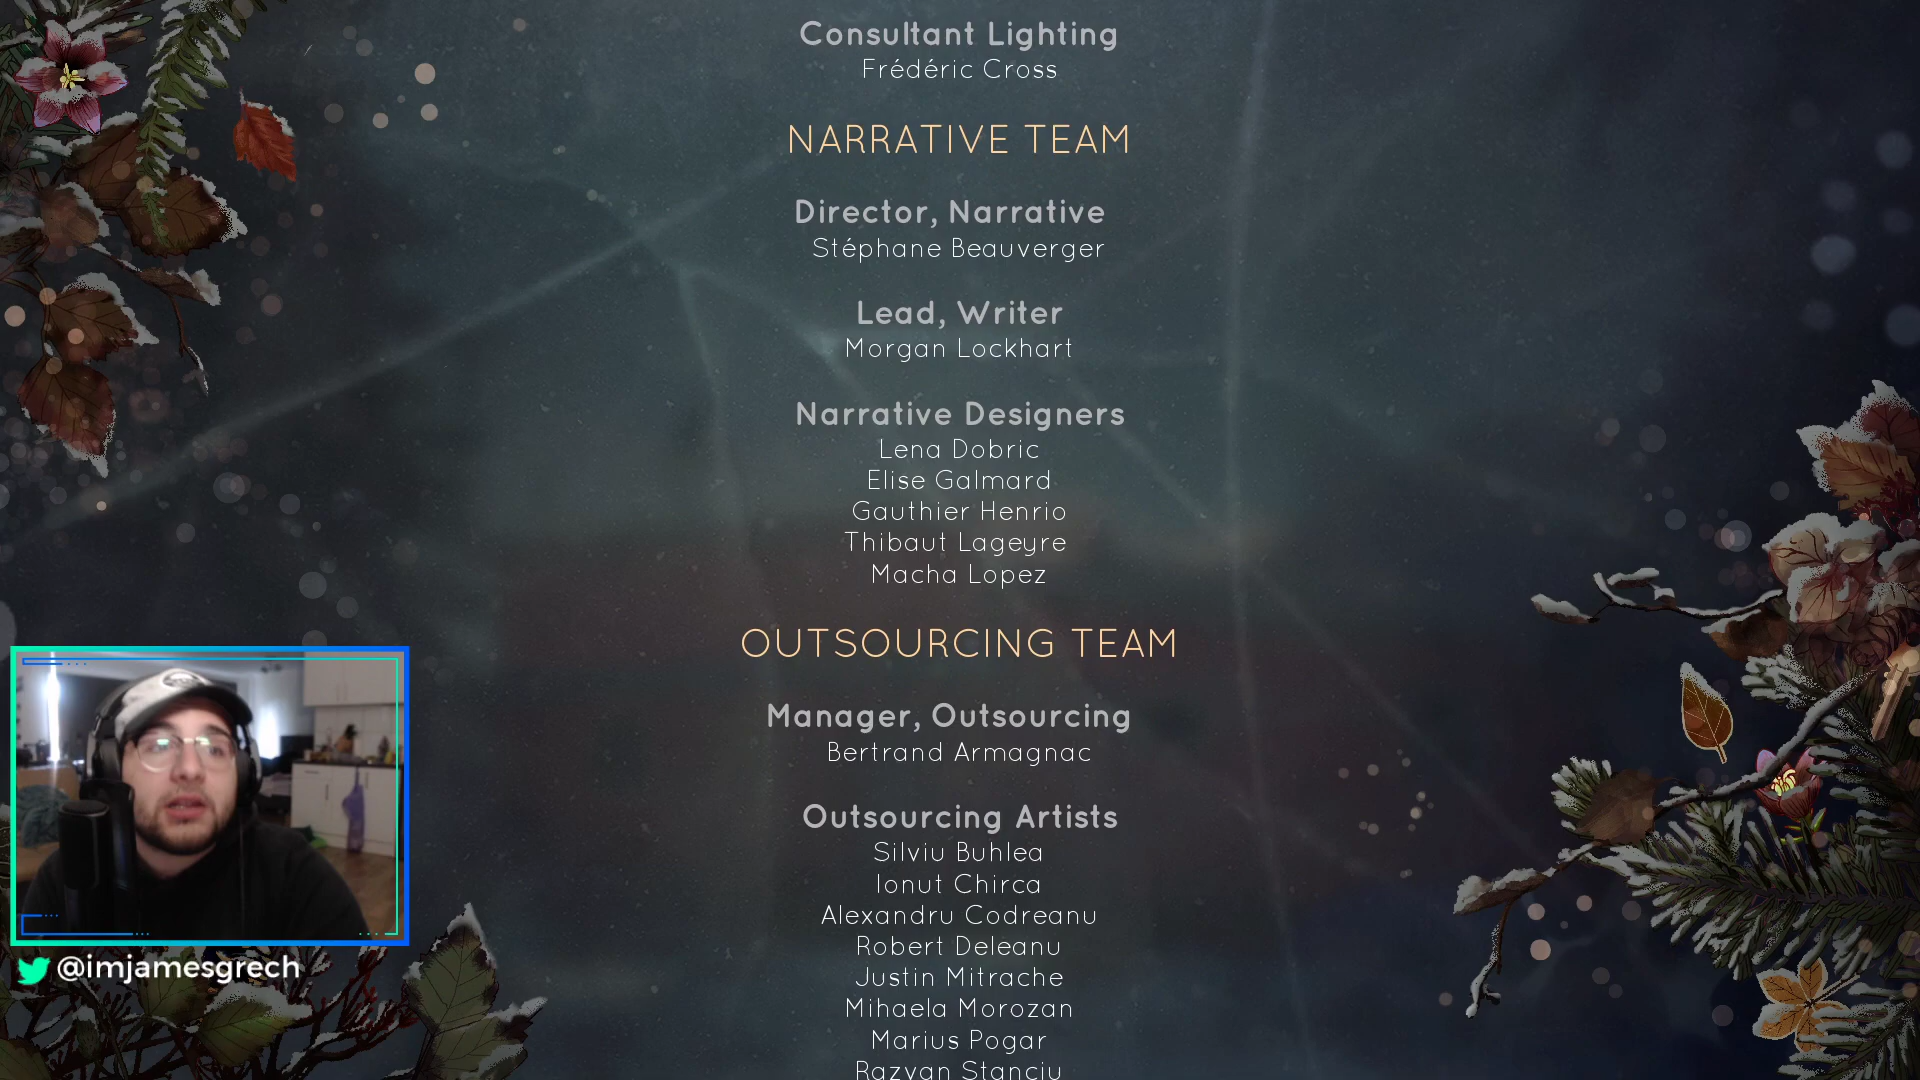 Consultant Lighting
Frédéric Cross
NARRATIVE TEAM
Director, Narrative
Stéphane Beauverger
Lead, Writer
Morgan Lockhart
Narrative Designers
Lena Dobric
Elise Galmard
Gauthier Henrio
Thibaut Lageyre
Macha Lopez
OUTSOURCING TEAM
Manager, Outsourcing
Bertrand Armagnac
Outsourcing Artists
Silviu Buhlea
Ionut Chirca
Alexandru Codreanu
Robert Deleanu
Justin Mitrache
Mihaela Morozan
Marius Pogar
Razvan Stanciu
@imjamesgrech